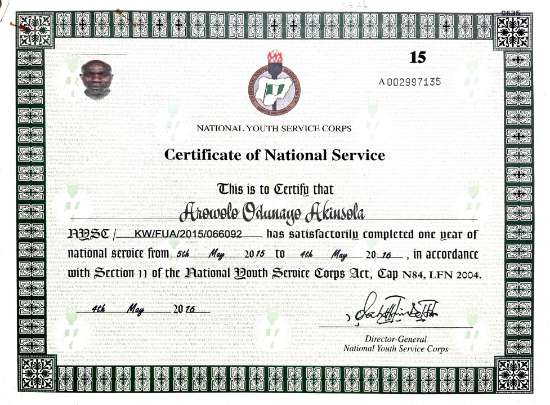 15
A 002997135
NATIONAL YOUTH SERVICE CORPS
Certificate of National Service
This is to Certify that
Arowolo Odunayo Akinsola
NYSC/ KW/FUA/2015/066092 has satisfactorily completed one year of
national service from 5th May 2015 to 4th May 2016, in accordance
with Section 11 of the National Youth Service Corps Act, Cap N84, LFN 2004.
4th May 2016
Director-General
National Youth Service Corps